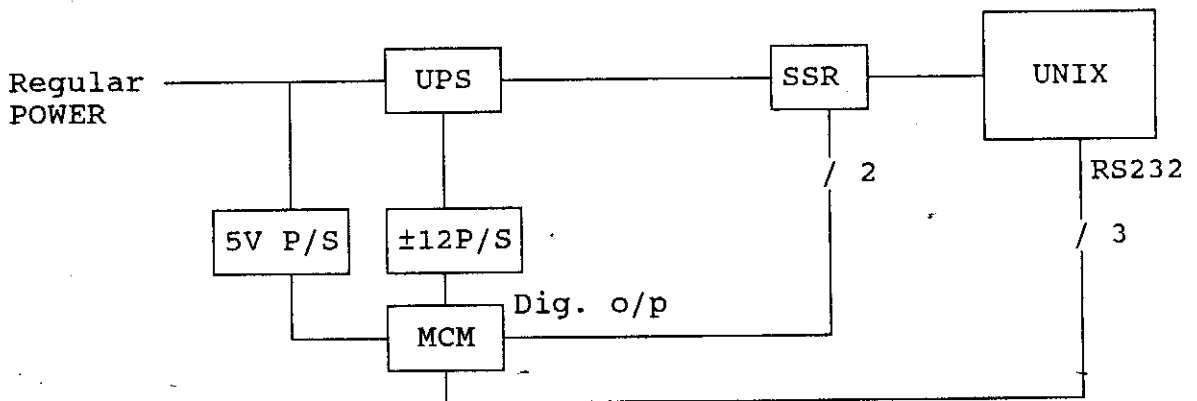 Regular
POWER
UPS
SSR
UNIX
/ 2
RS232
/ 3
5V P/S
±12P/S
Dig. o/p
MCM